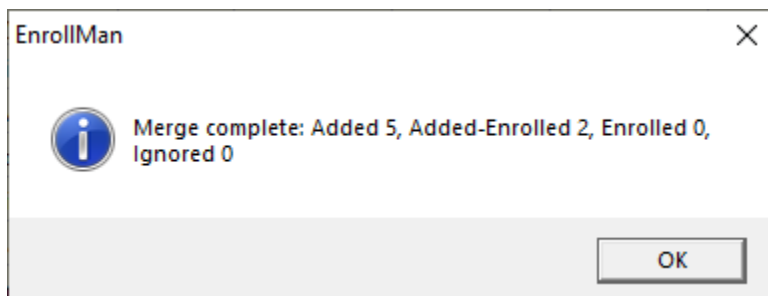 EnrollMan
Merge complete: Added 5, Added-Enrolled 2, Enrolled 0,
Ignored 0
OK